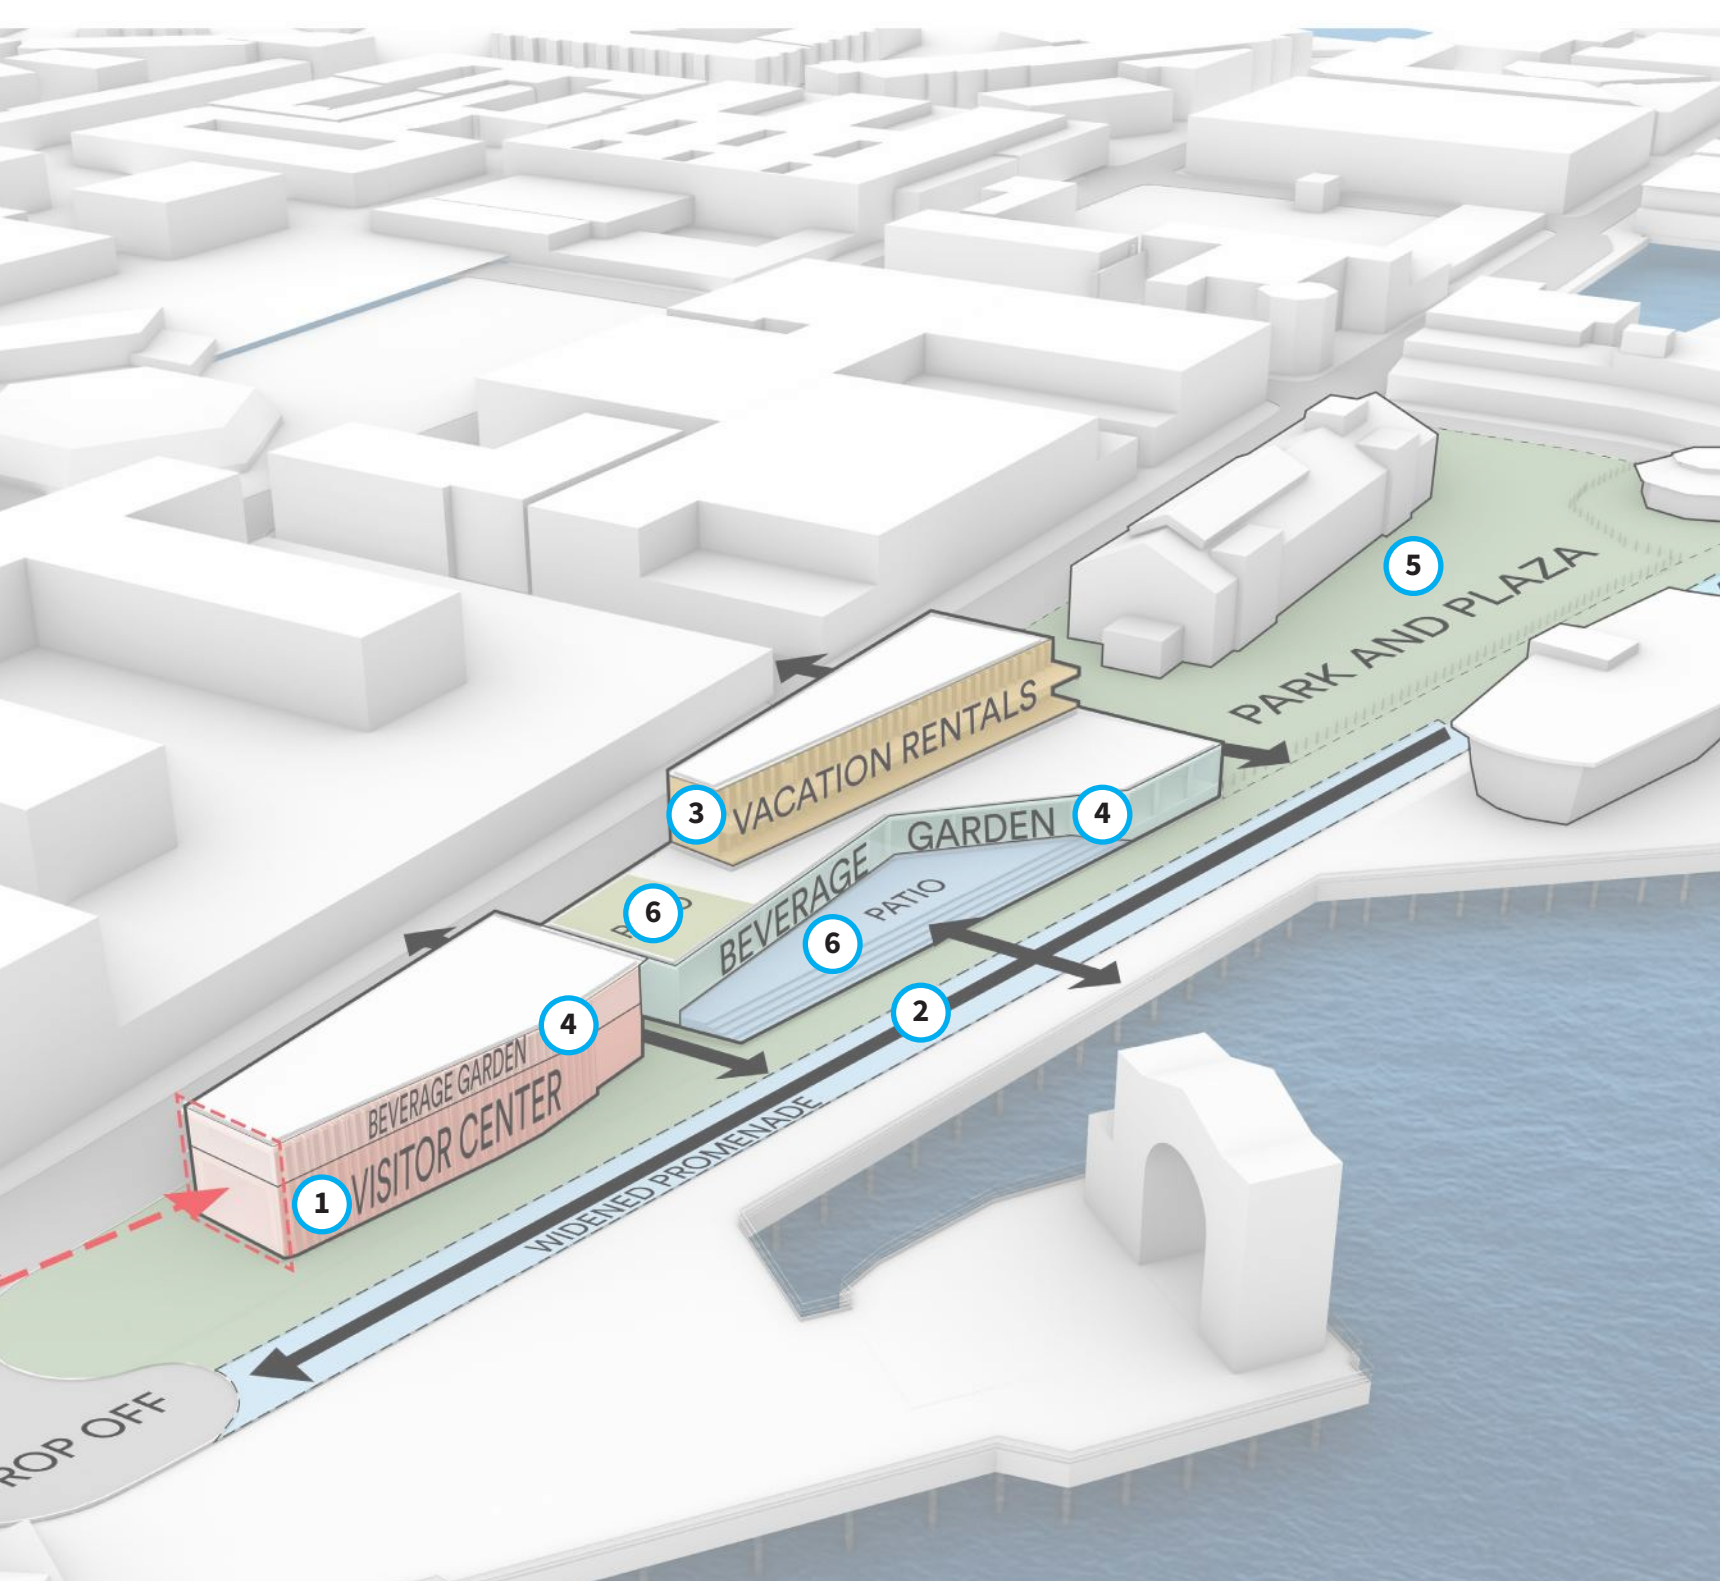 5
PARK AND PLAZA
VACATION RENTALS
3
4
BEVERAGE GARDEN
6
PATIO
6
2
4
BEVERAGE GARDEN
VISITOR CENTER
1
WIDENED PROMENADE
ROP OFF